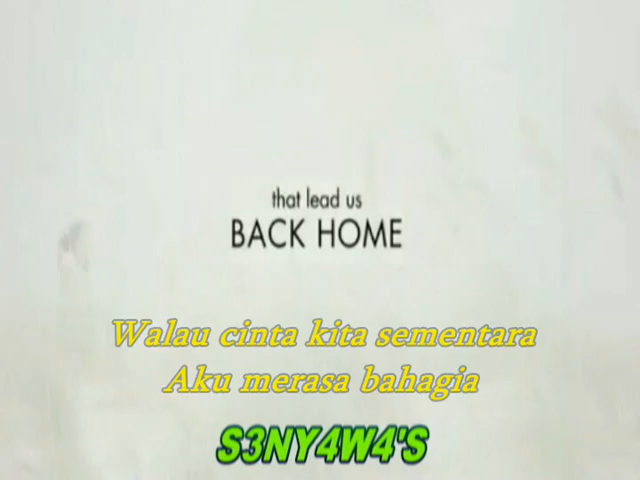 that lead us
BACK HOME
Walau cinta kita sementara
Aku merasa bahagia
S3NY4W4'S